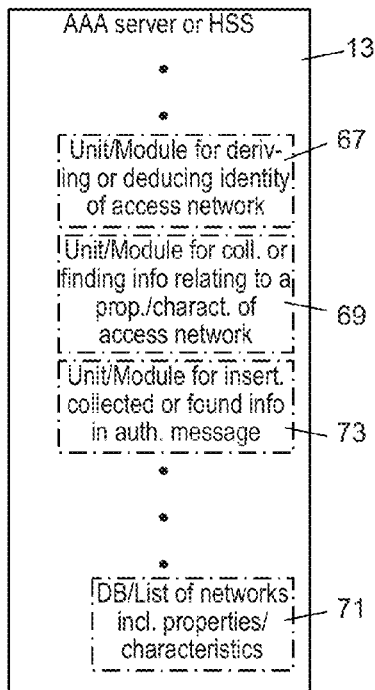 AAA server or HSS
13
Unit/Module for deriv-
ing or deducing identity
of access network
67
Unit/Module for coll. or
finding info relating to a
prop./charact. of
access network
69
Unit/Module for insert.
collected or found info
in auth. message
73
DB/List of networks
incl. properties/
characteristics
71